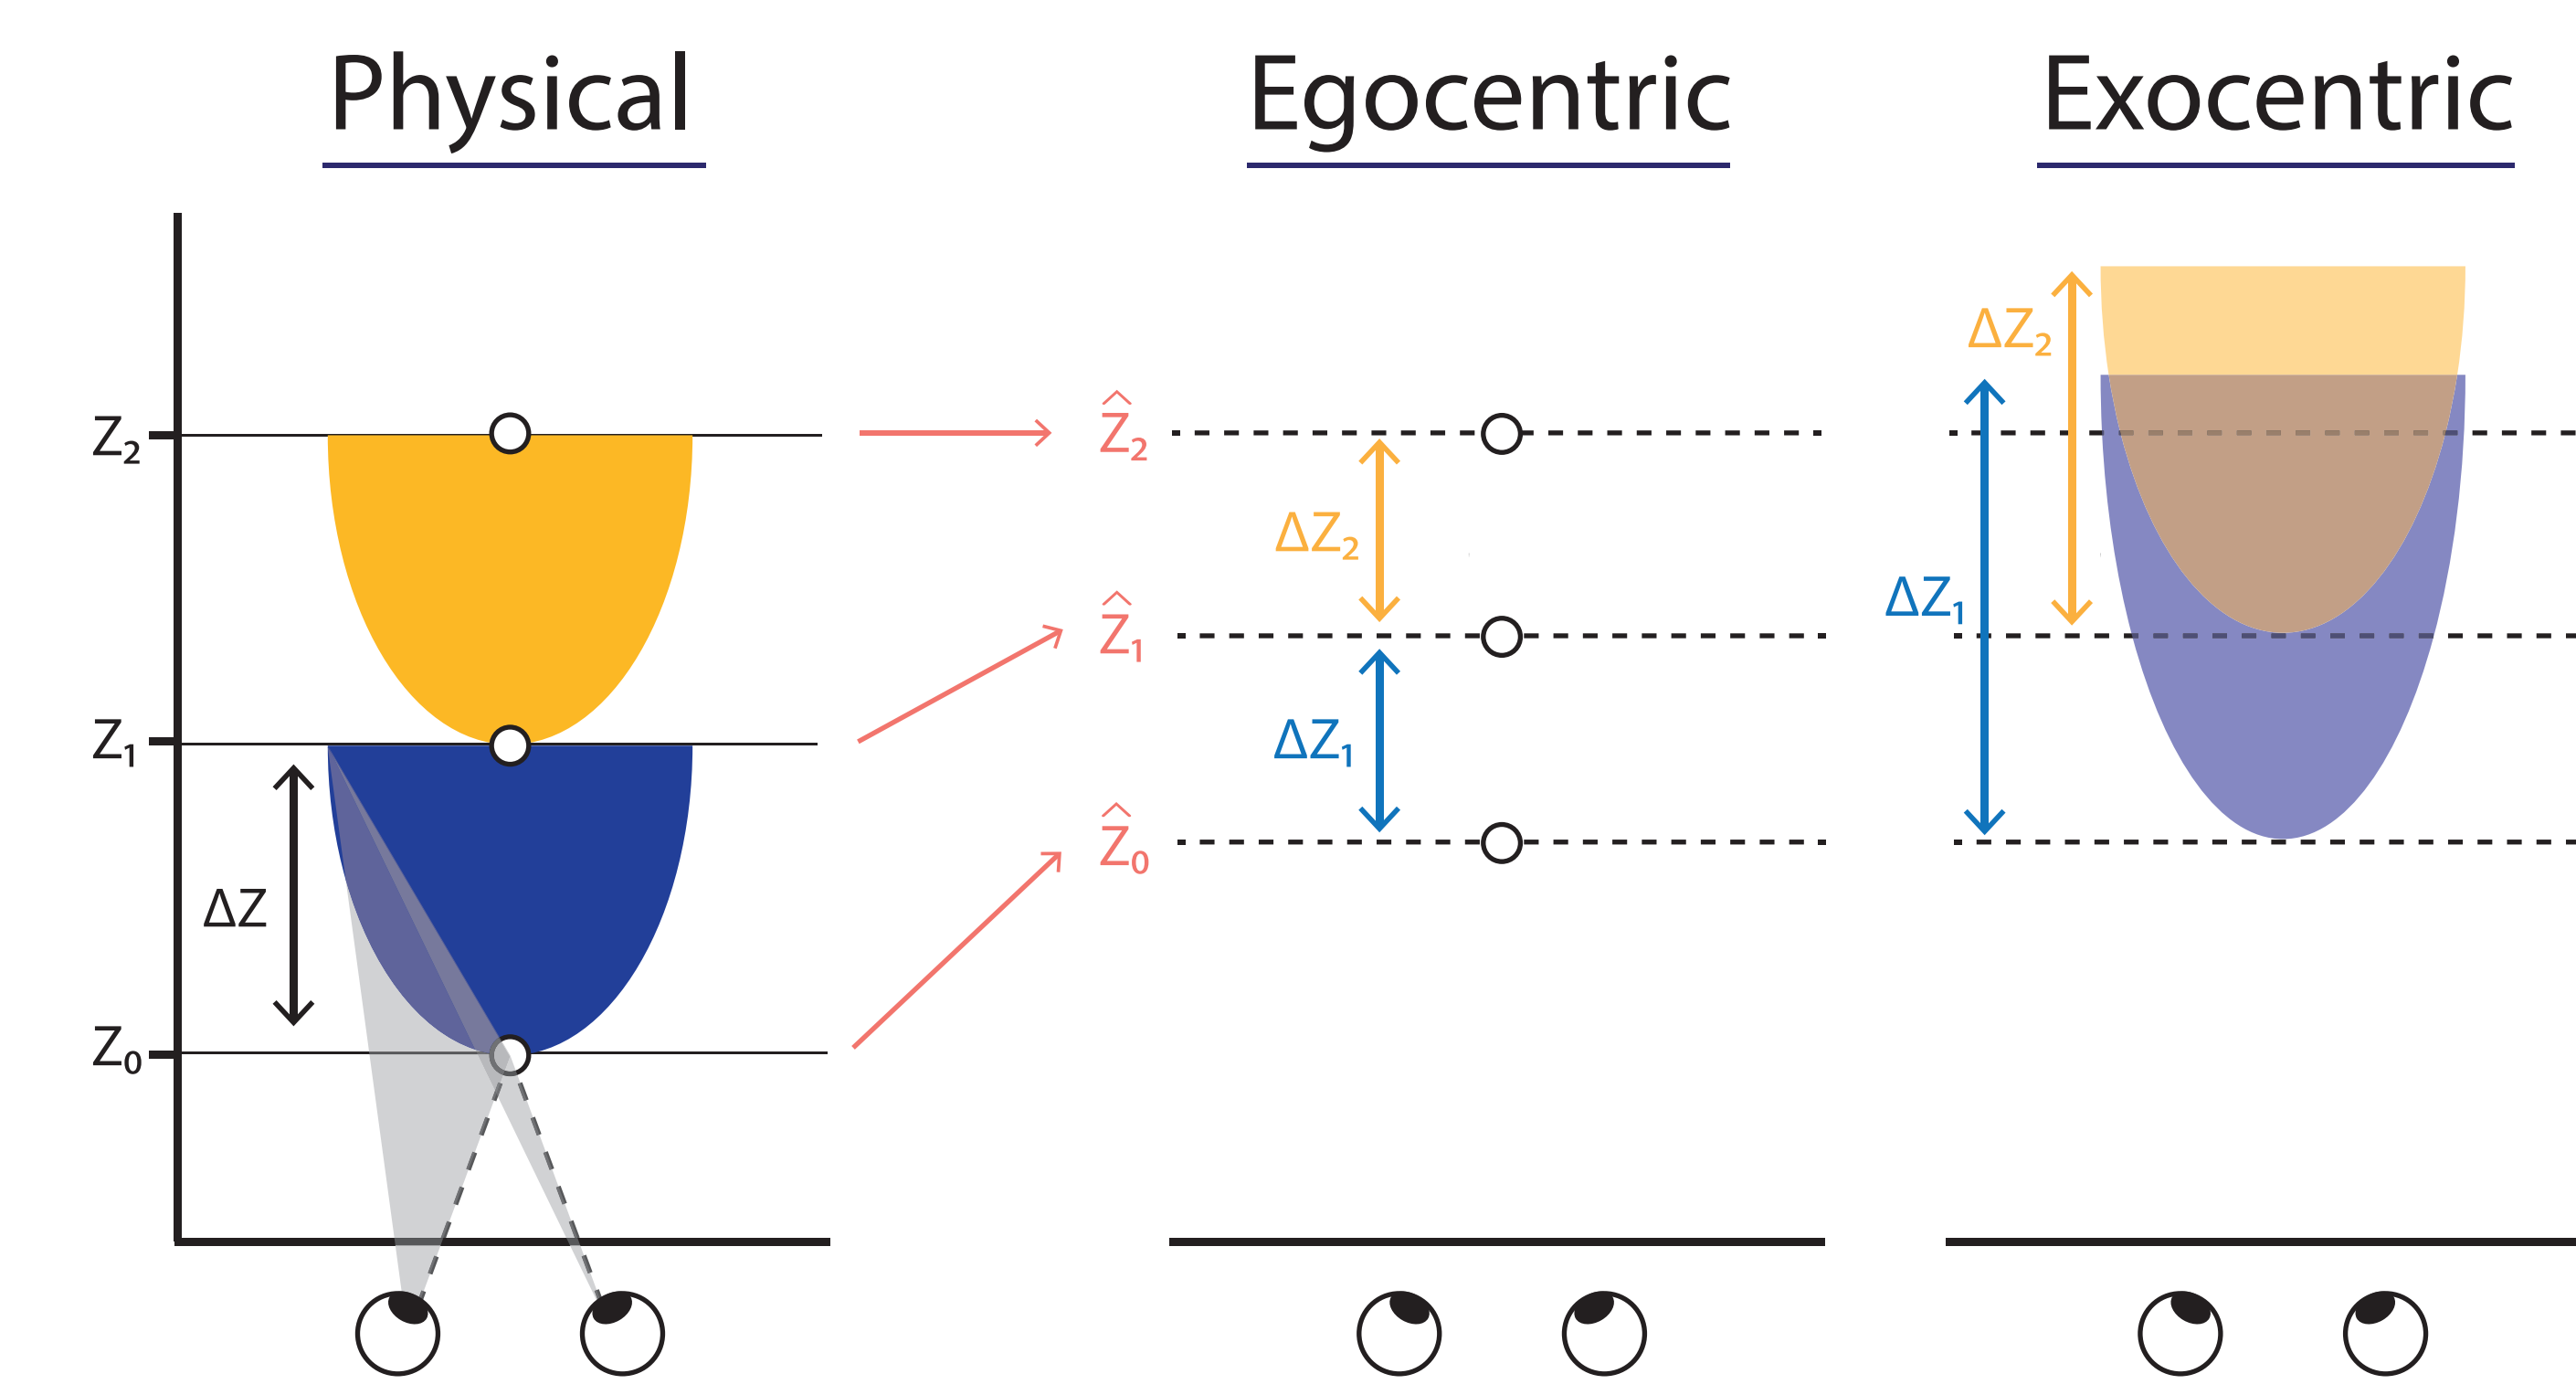 Physical
Egocentric
Exocentric
Z₂
Z₁
Z₀
ΔZ
Ẑ₂
Ẑ₁
Ẑ₀
ΔZ₂
ΔZ₁
ΔZ₂
ΔZ₁